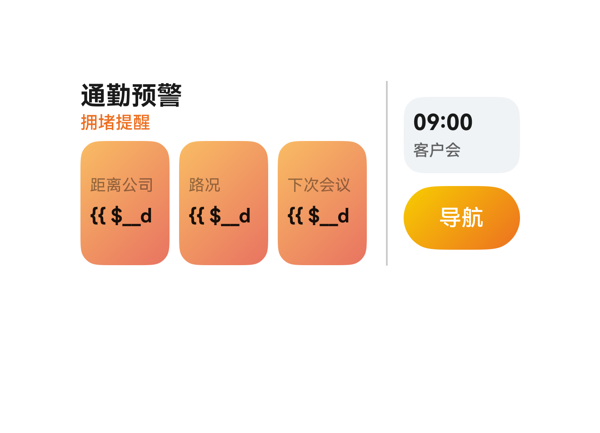 通勤预警
拥堵提醒
距离公司
{{ $__d
路况
{{ $__d
下次会议
{{ $__d
09:00
客户会
导航